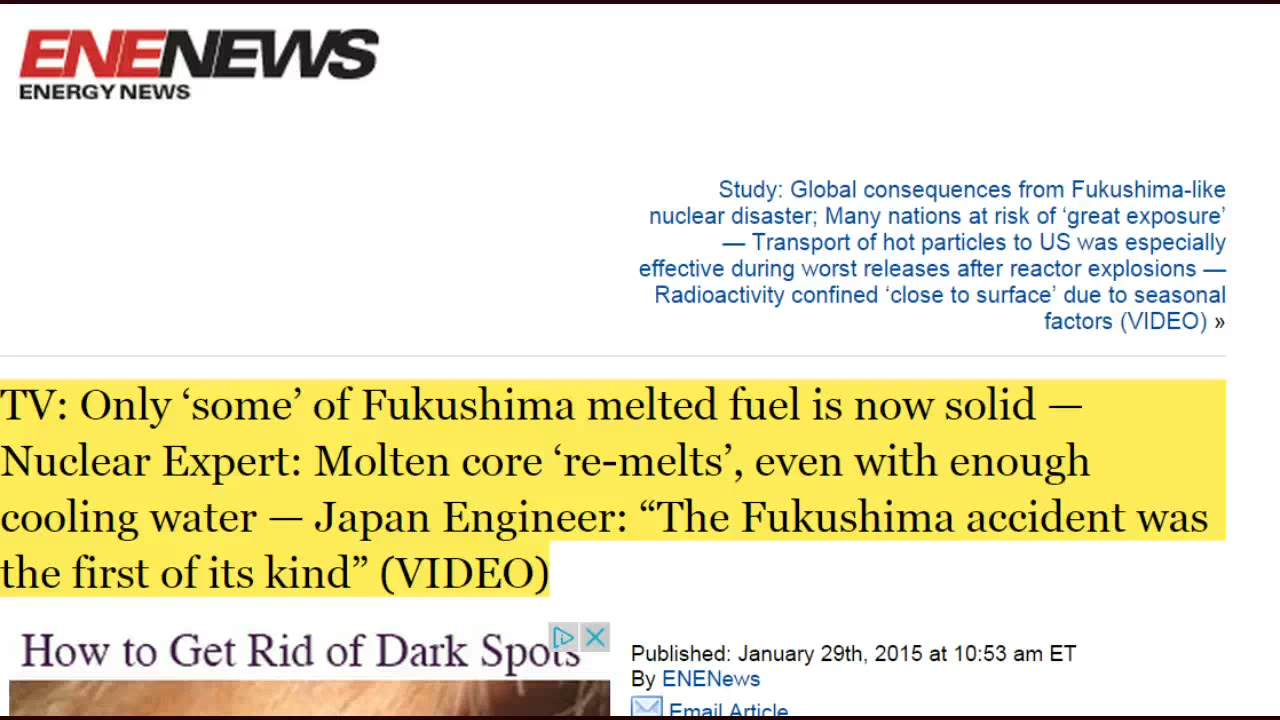 ENENEWS
ENERGY NEWS
Study: Global consequences from Fukushima-like
nuclear disaster; Many nations at risk of ‘great exposure’
— Transport of hot particles to US was especially
effective during worst releases after reactor explosions —
Radioactivity confined ‘close to surface’ due to seasonal
factors (VIDEO) »
TV: Only ‘some’ of Fukushima melted fuel is now solid —
Nuclear Expert: Molten core ‘re-melts’, even with enough
cooling water — Japan Engineer: “The Fukushima accident was
the first of its kind” (VIDEO)
How to Get Rid of Dark Spots
Published: January 29th, 2015 at 10:53 am ET
By ENENews
Email Article